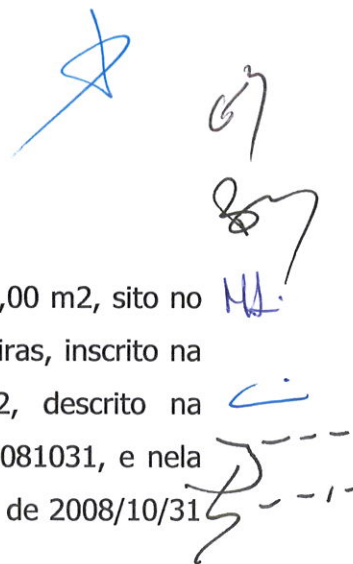 ,00 m2, sito no
iras, inscrito na
2, descrito na
081031, e nela
de 2008/10/31